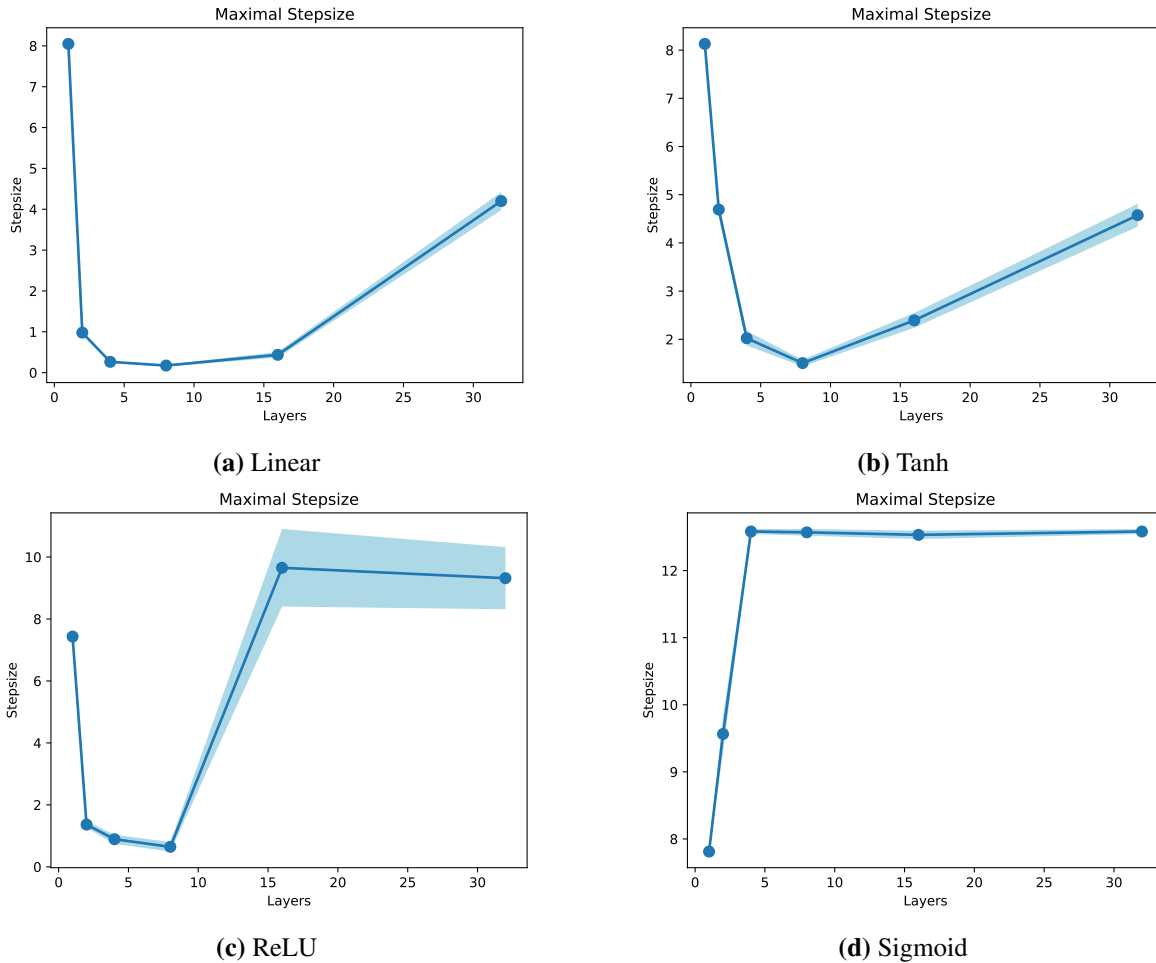 Maximal Stepsize
8
7
6
5
4
3
2
1
0
Stepsize
0 5 10 15 20 25 30
Layers
(a) Linear
Maximal Stepsize
8
7
6
5
4
3
2
Stepsize
0 5 10 15 20 25 30
Layers
(b) Tanh
Maximal Stepsize
10
8
6
4
2
0
Stepsize
0 5 10 15 20 25 30
Layers
(c) ReLU
Maximal Stepsize
12
11
10
9
8
Stepsize
0 5 10 15 20 25 30
Layers
(d) Sigmoid